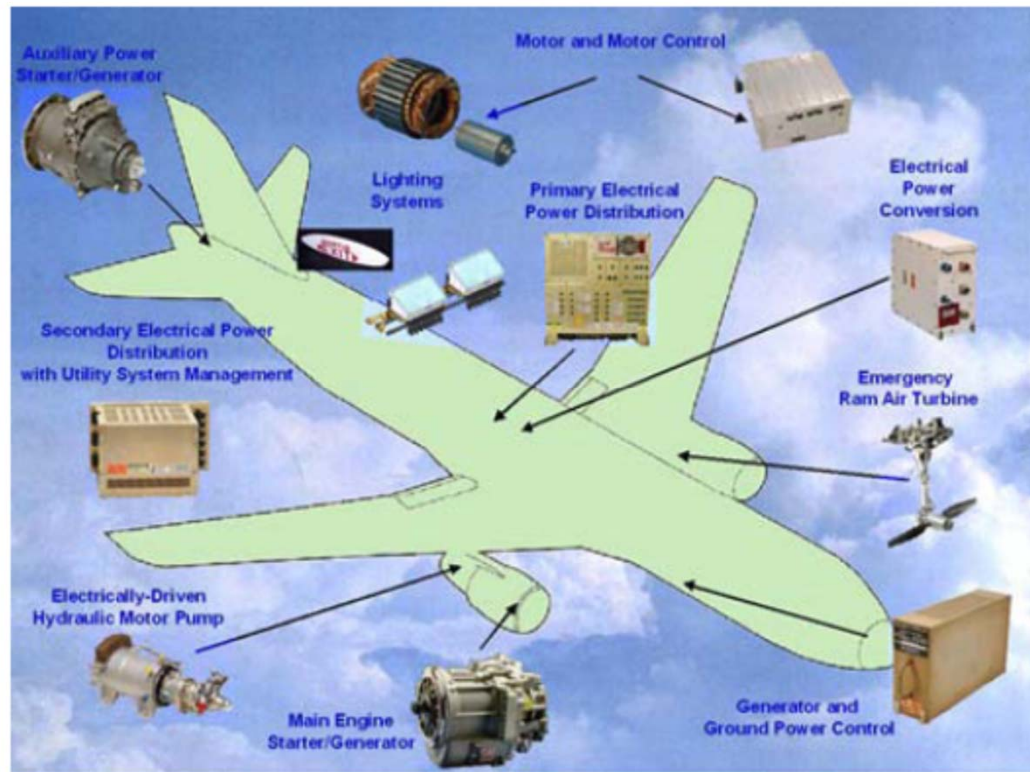 Auxiliary Power
Starter/Generator
Motor and Motor Control
Lighting
Systems
Primary Electrical
Power Distribution
Electrical
Power
Conversion
Secondary Electrical Power
Distribution
with Utility System Management
Emergency
Ram Air Turbine
Electrically-Driven
Hydraulic Motor Pump
Main Engine
Starter/Generator
Generator and
Ground Power Control